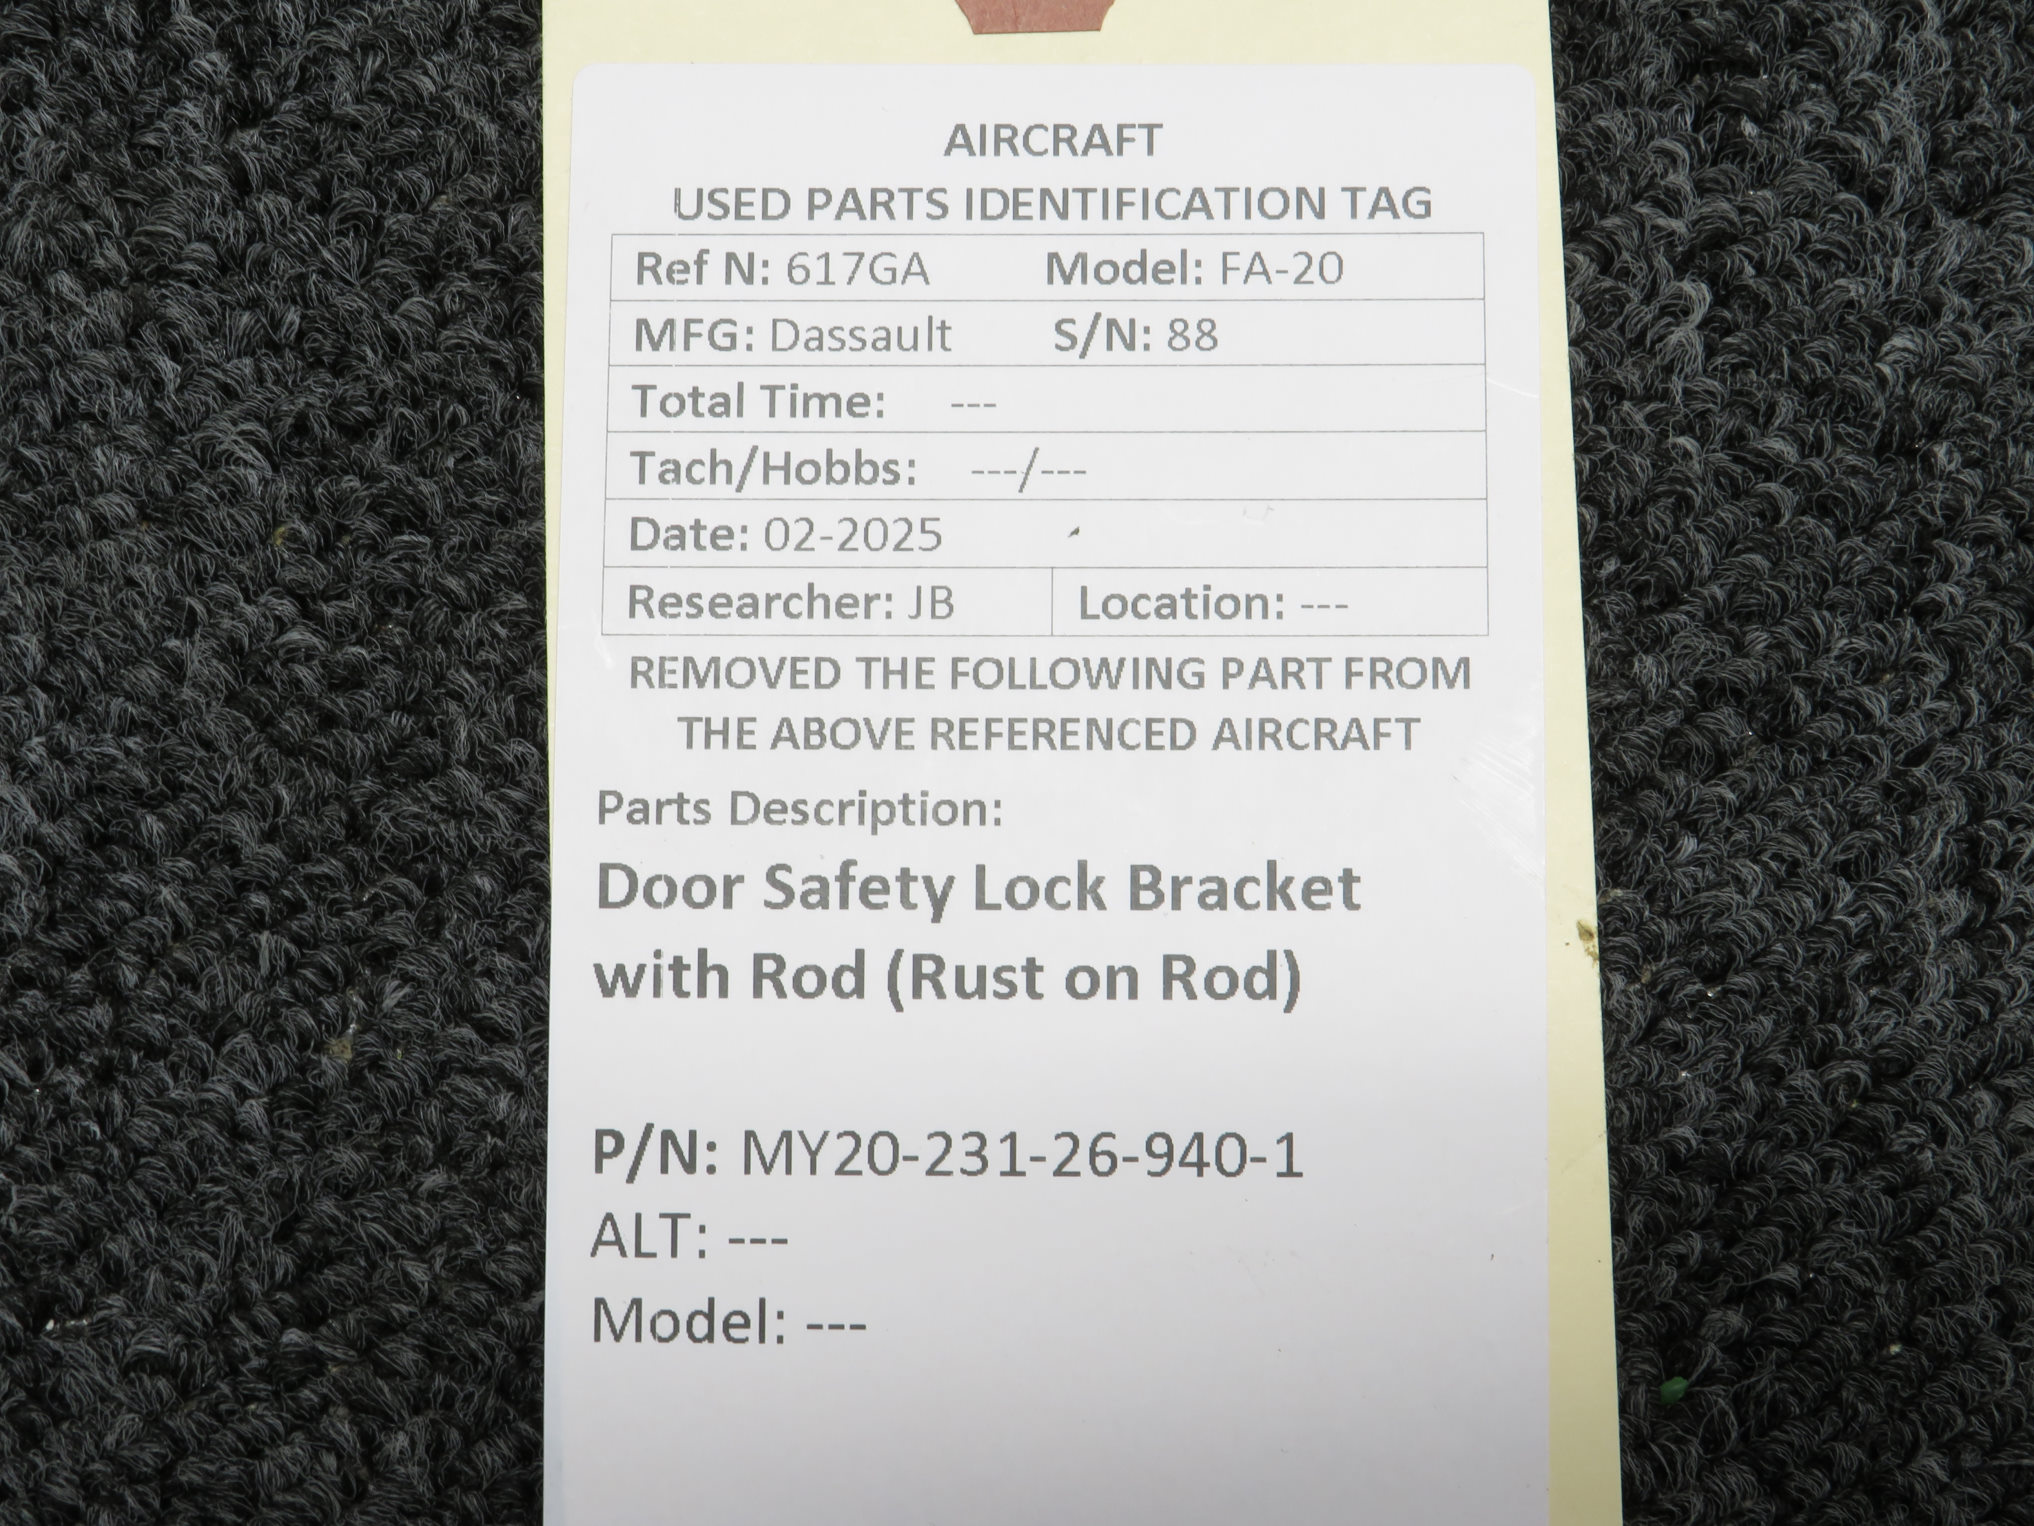 AIRCRAFT
USED PARTS IDENTIFICATION TAG
Ref N: 617GA Model: FA-20
MFG: Dassault S/N: 88
Total Time: ---
Tach/Hobbs: ---/---
Date: 02-2025
Researcher: JB Location: ---
REMOVED THE FOLLOWING PART FROM
THE ABOVE REFERENCED AIRCRAFT
Parts Description:
Door Safety Lock Bracket
with Rod (Rust on Rod)
P/N: MY20-231-26-940-1
ALT: ---
Model: ---